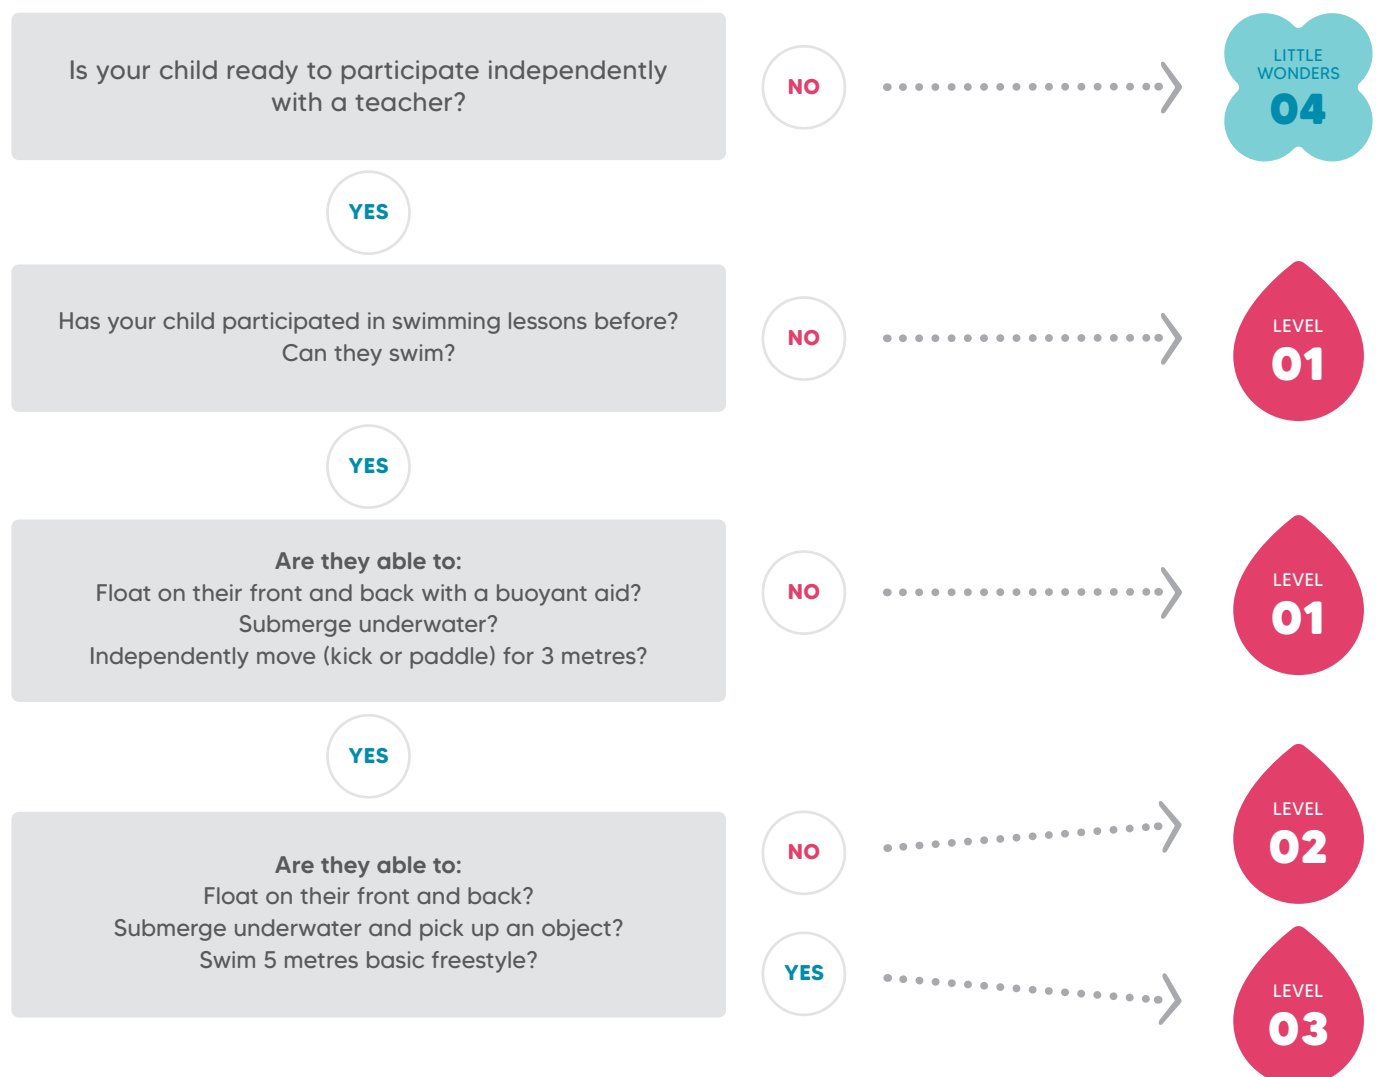 Is your child ready to participate independently
with a teacher?
NO
LITTLE
WONDERS
04
YES
Has your child participated in swimming lessons before?
Can they swim?
NO
LEVEL
01
YES
Are they able to:
Float on their front and back with a buoyant aid?
Submerge underwater?
Independently move (kick or paddle) for 3 metres?
NO
LEVEL
01
YES
Are they able to:
Float on their front and back?
Submerge underwater and pick up an object?
Swim 5 metres basic freestyle?
NO
LEVEL
02
YES
LEVEL
03